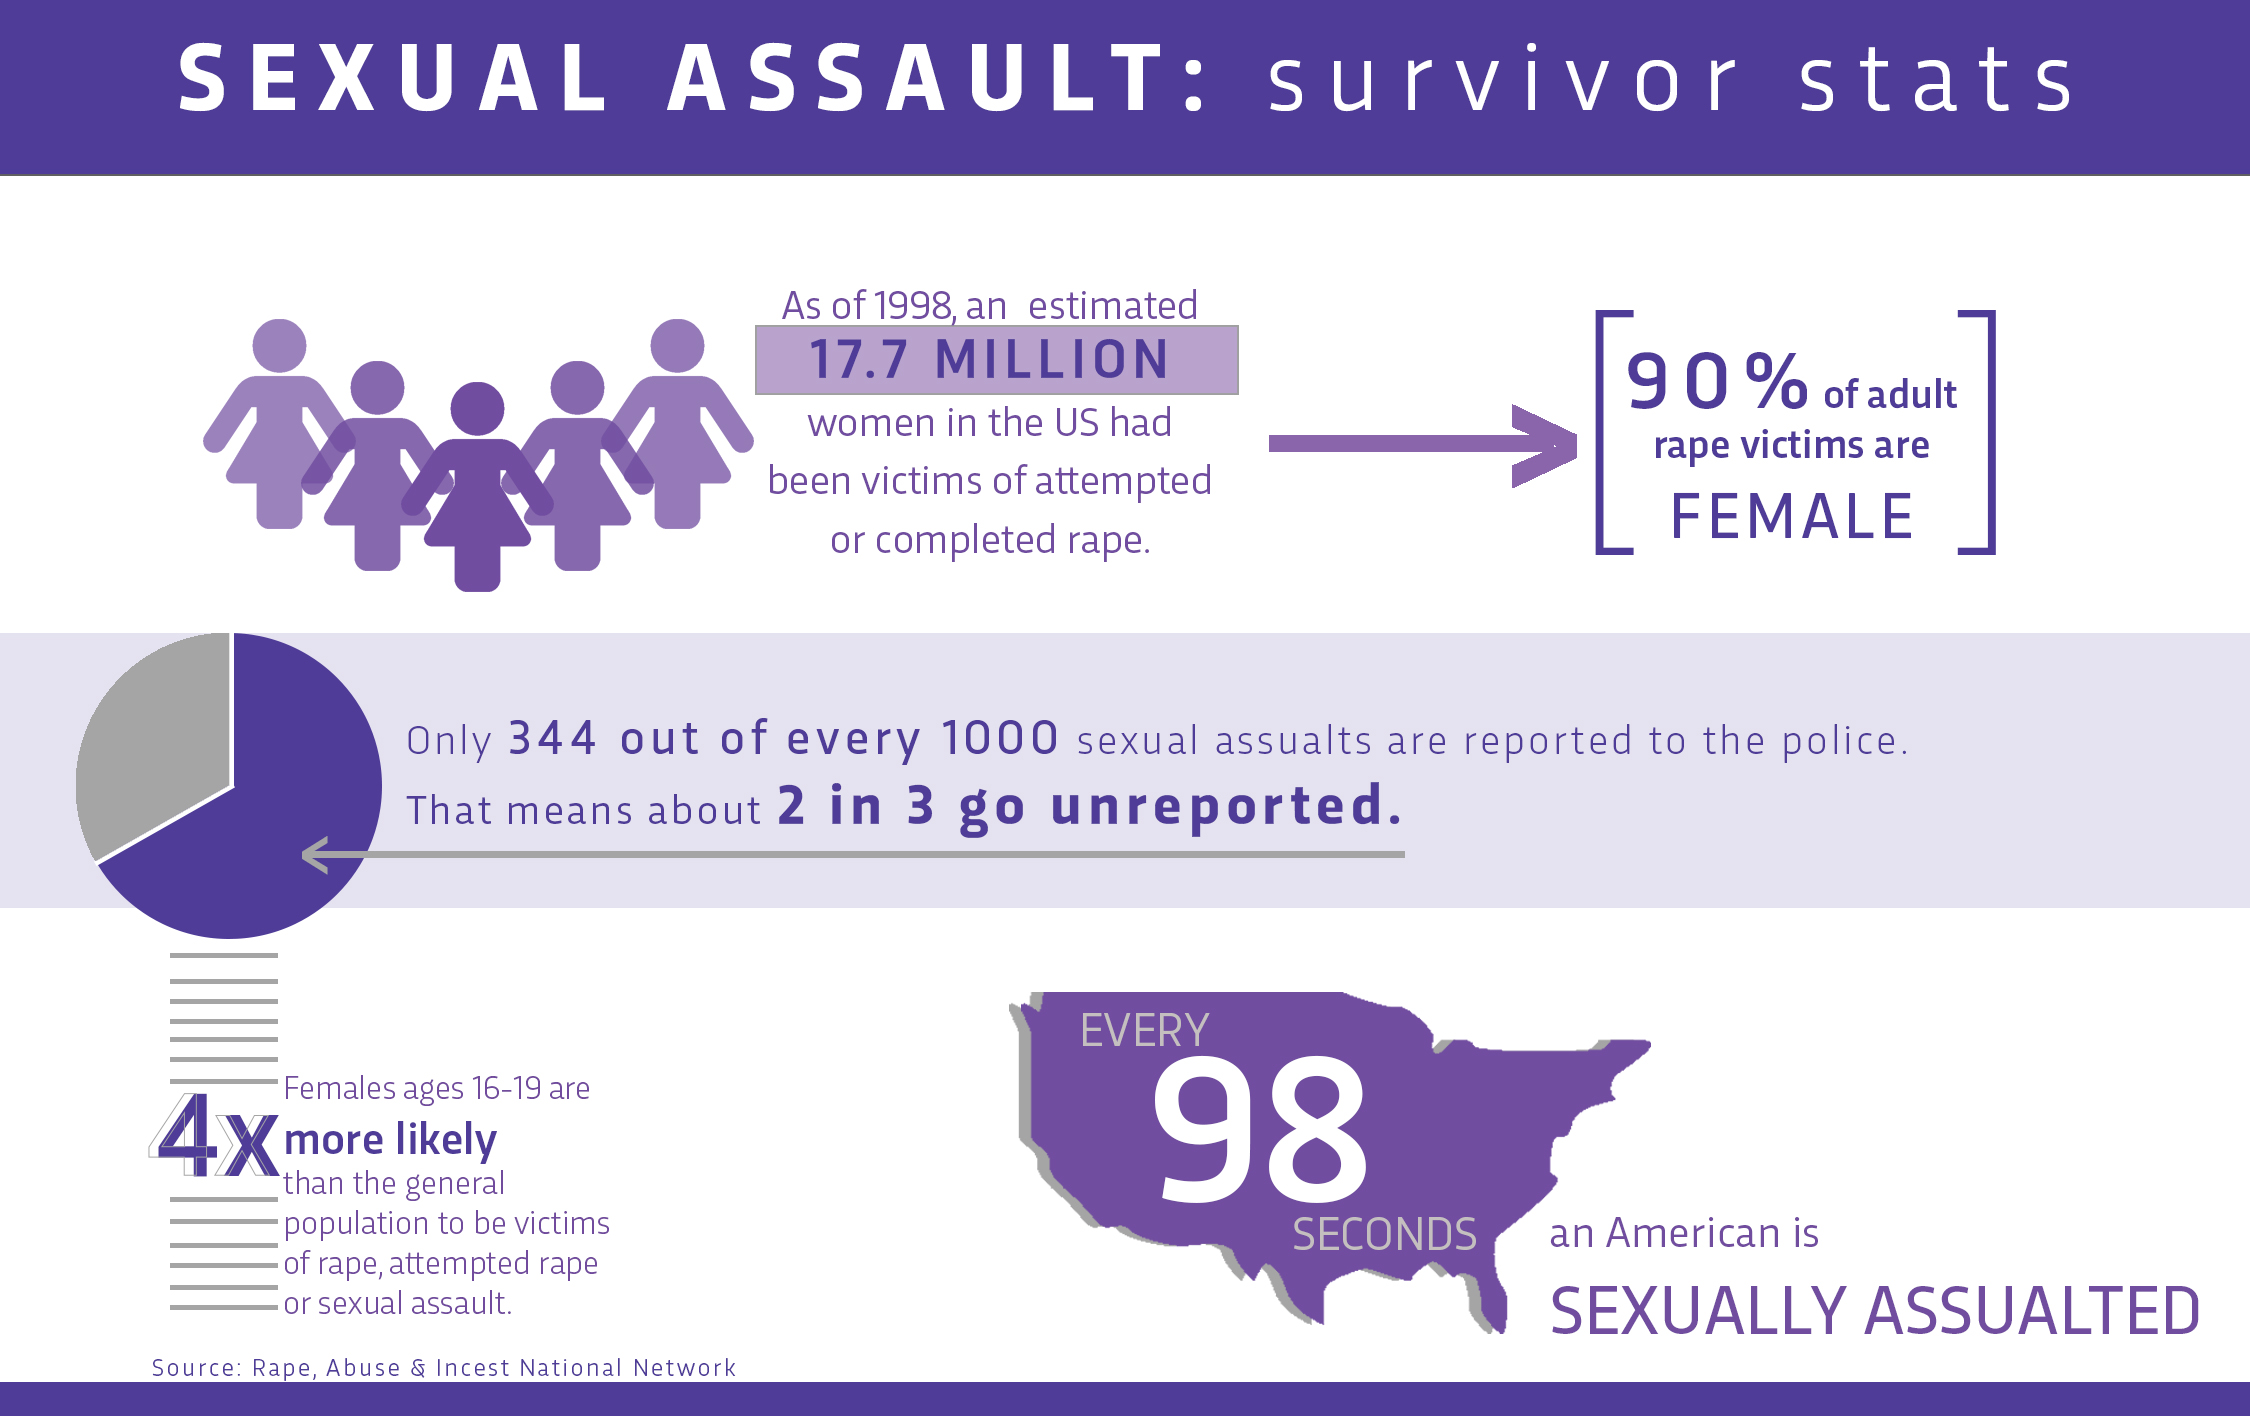 SEXUAL ASSAULT: survivor stats
As of 1998, an estimated
17.7 MILLION
women in the US had
been victims of attempted
or completed rape.
90% of adult
rape victims are
FEMALE
Only 344 out of every 1000 sexual assualts are reported to the police.
That means about 2 in 3 go unreported.
4x
Females ages 16-19 are
more likely
than the general
population to be victims
of rape, attempted rape
or sexual assault.
EVERY
98
SECONDS
an American is
SEXUALLY ASSUALTED
Source: Rape, Abuse & Incest National Network